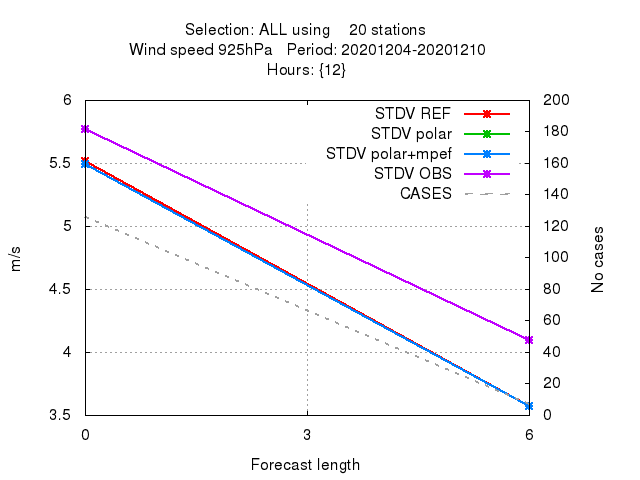 Selection: ALL using    20 stations
Wind speed 925hPa   Period: 20201204-20201210
Hours: {12}
6
5.5
5
4.5
4
3.5
m/s
STDV REF
STDV polar
STDV polar+mpef
STDV OBS
CASES
200
180
160
140
120
100
80
60
40
20
0
No cases
0
3
6
Forecast length